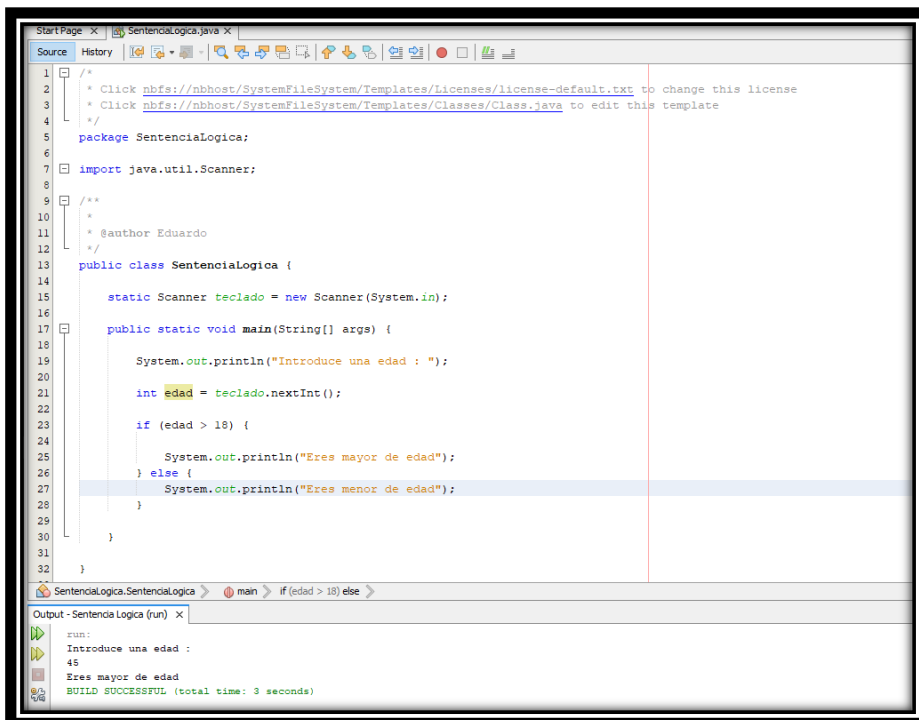 Start Page SentenciaLogica.java
Source History
1 /*
2 * Click nbfs://nbhost/SystemFileSystem/Templates/Licenses/license-default.txt to change this license
3 * Click nbfs://nbhost/SystemFileSystem/Templates/Classes/Class.java to edit this template
4 */
5 package SentenciaLogica;
6
7 import java.util.Scanner;
8
9 /**
10 *
11 * @author Eduardo
12 */
13 public class SentenciaLogica {
14
15 static Scanner teclado = new Scanner(System.in);
16
17 public static void main(String[] args) {
18
19 System.out.println("Introduce una edad : ");
20
21 int edad = teclado.nextInt();
22
23 if (edad > 18) {
24
25 System.out.println("Eres mayor de edad");
26 } else {
27 System.out.println("Eres menor de edad");
28 }
29
30 }
31
32 }
SentenciaLogica.SentenciaLogica main if (edad > 18) else
Output - Sentencia Logica (run)
run:
Introduce una edad :
45
Eres mayor de edad
BUILD SUCCESSFUL (total time: 3 seconds)